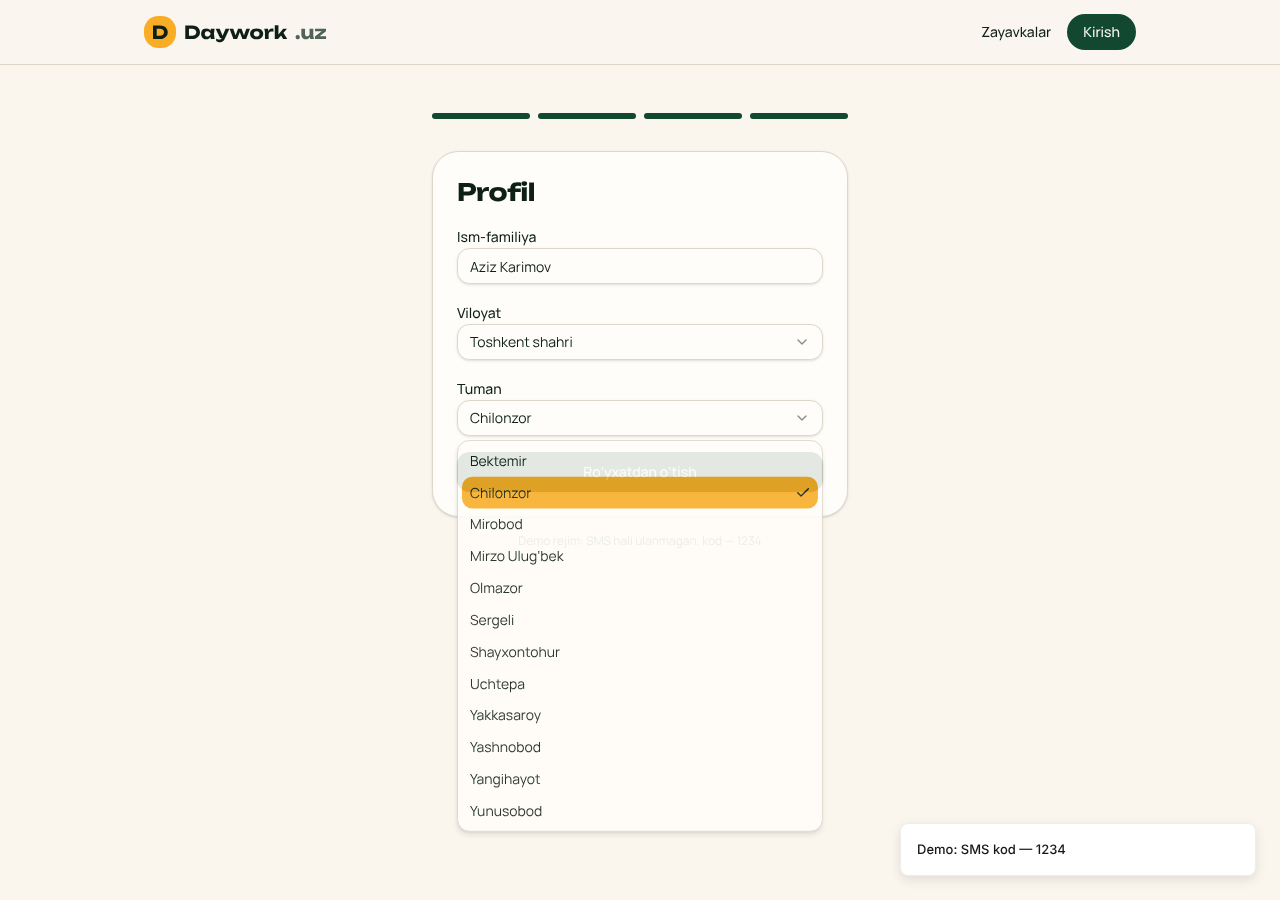 D Daywork .uz
Zayavkalar
Kirish
Profil
Ism-familiya
Aziz Karimov
Viloyat
Toshkent shahri
Tuman
Chilonzor
Bektemir
Ro'yxatdan o'tish
Chilonzor
Mirobod
Demo rejim: SMS hali ulanmagan, kod — 1234
Mirzo Ulug'bek
Olmazor
Sergeli
Shayxontohur
Uchtepa
Yakkasaroy
Yashnobod
Yangihayot
Yunusobod
Demo: SMS kod — 1234